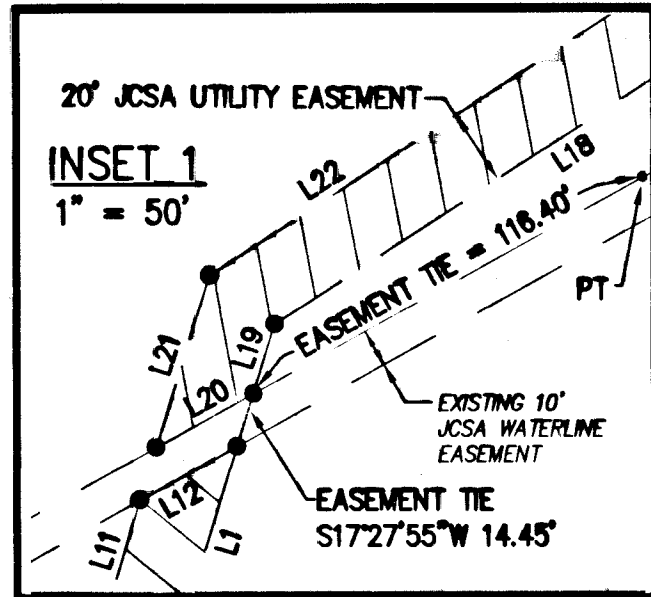 20' JCSA UTILITY EASEMENT
INSET 1
1" = 50'
L22
L18
EASEMENT TIE = 116.40'
PT
L21
L19
L20
EXISTING 10'
JCSA WATERLINE
EASEMENT
L12
EASEMENT TIE
S17°27'55"W 14.45'
L11
L1